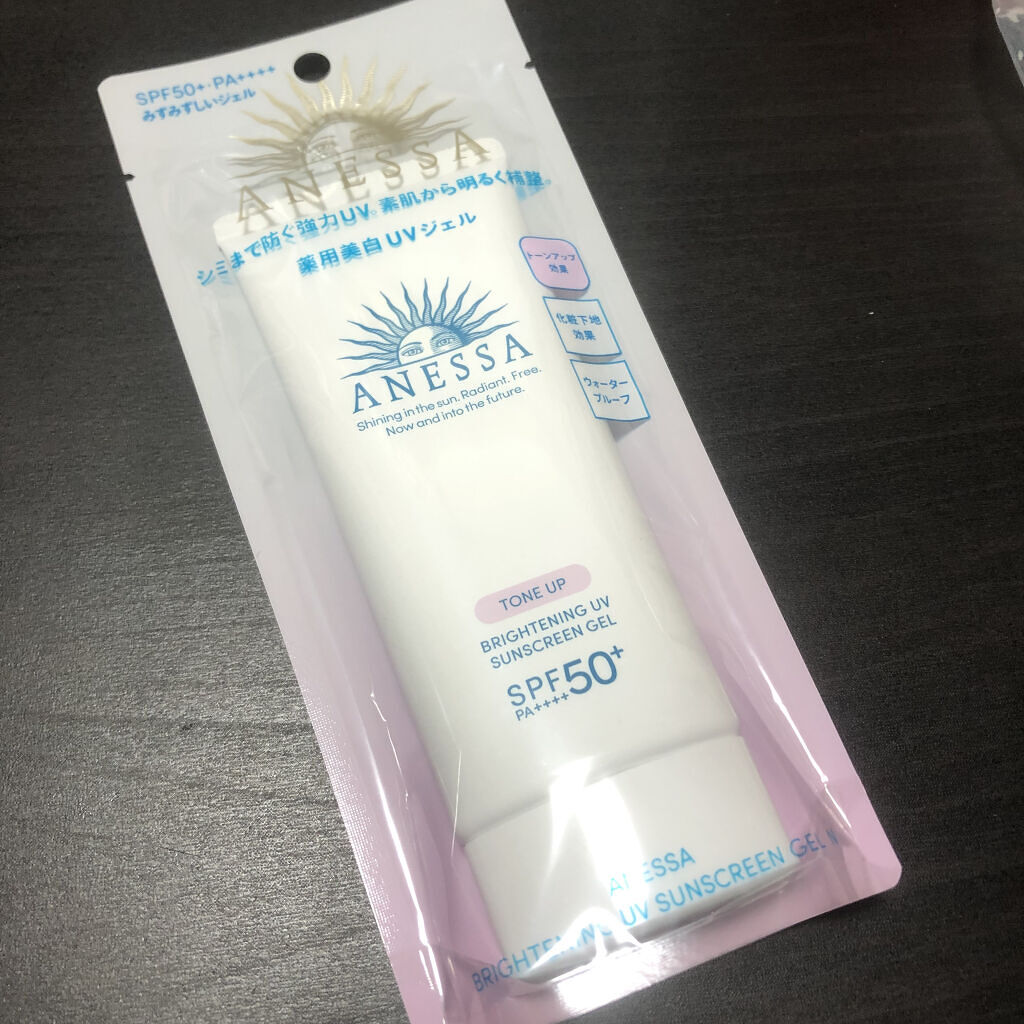 SPF50+・PA++++
みずみずしいジェル
ANESSA
シミまで防ぐ強力UV。素肌から明るく補整。
薬用美白UVジェル
トーンアップ
効果
化粧下地
効果
ウォーター
プルーフ
ANESSA
Shining in the sun. Radiant. Free.
Now and into the future.
TONE UP
BRIGHTENING UV
SUNSCREEN GEL
SPF50+
PA++++
ANESSA
BRIGHTENING UV SUNSCREEN GEL N